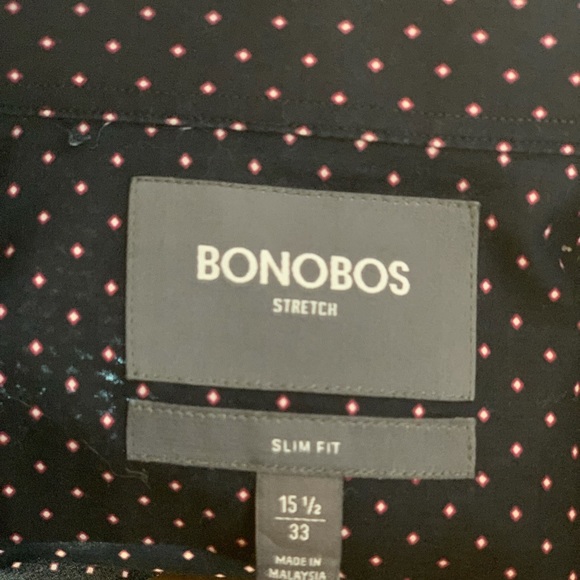 BONOBOS
STRETCH
SLIM FIT
15 ½
33
MADE IN
MALAYSIA